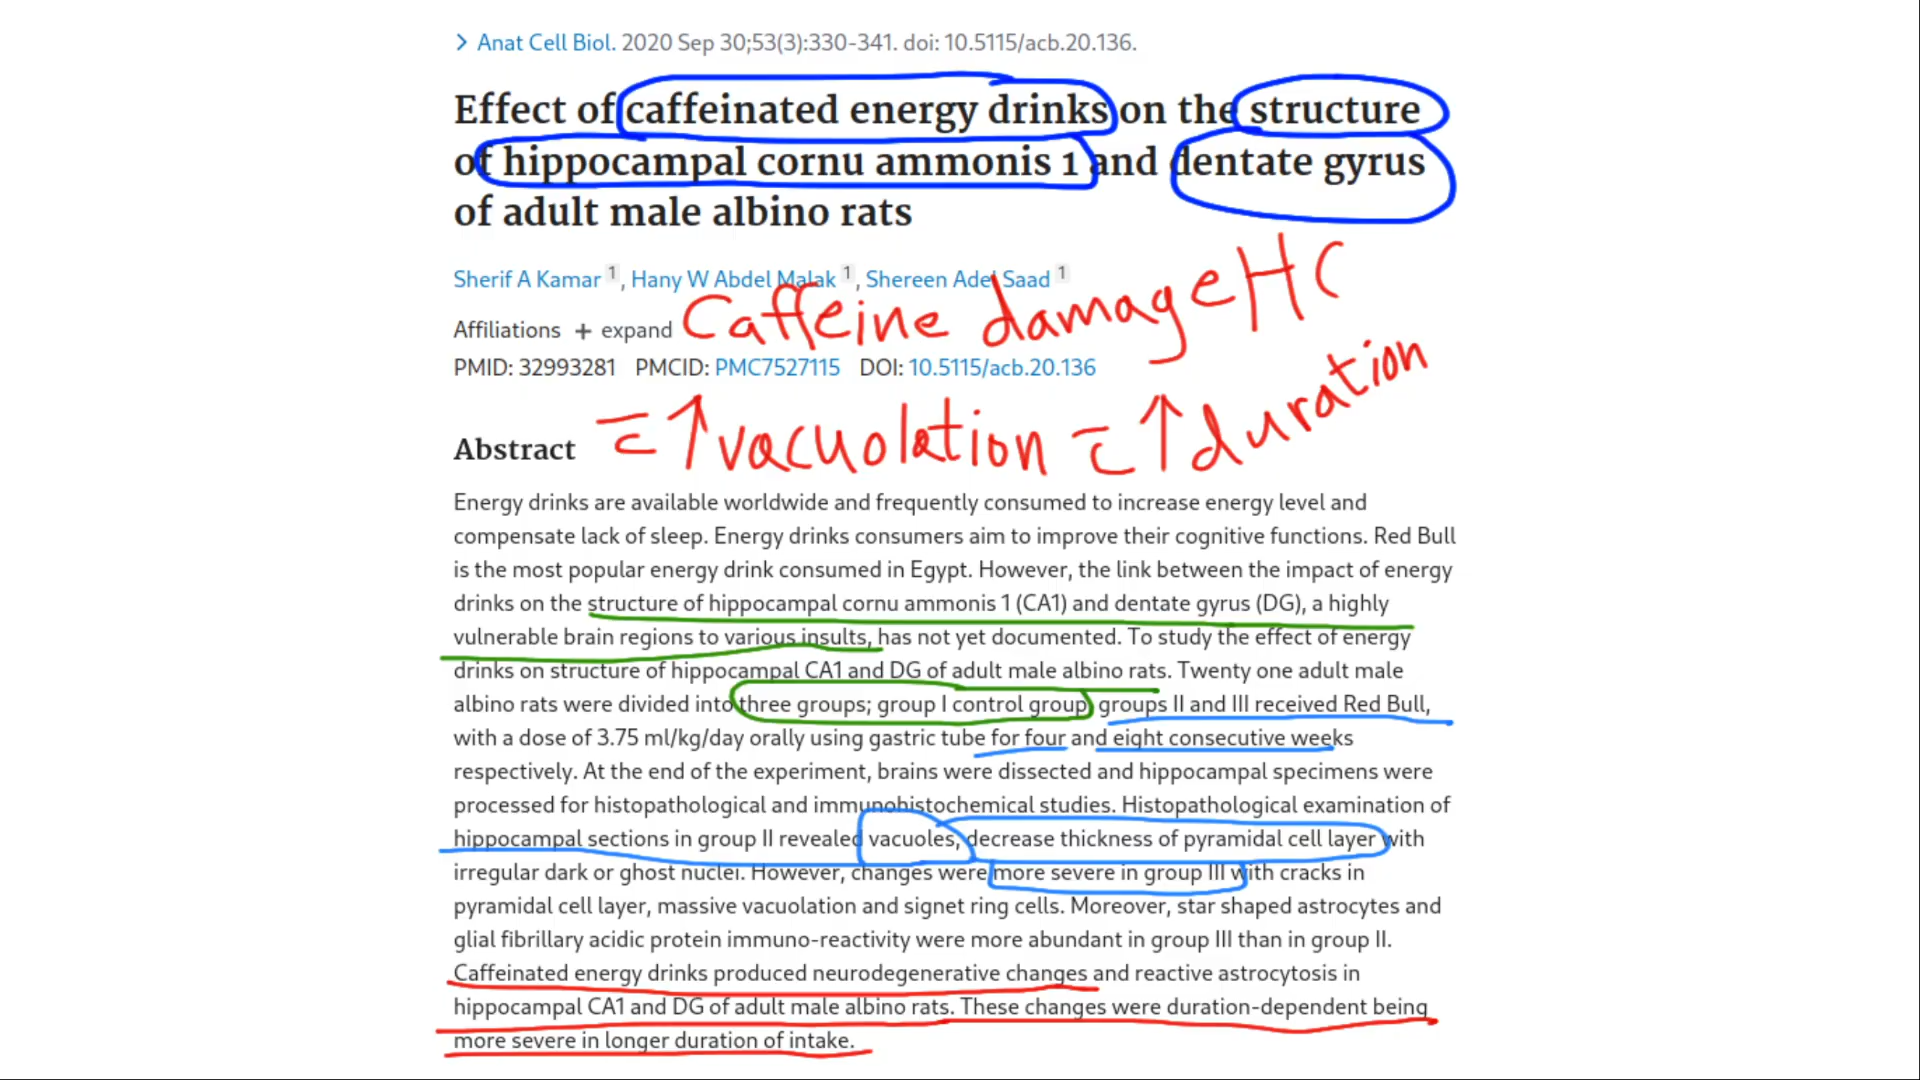 > Anat Cell Biol. 2020 Sep 30;53(3):330-341. doi: 10.5115/acb.20.136.
Effect of caffeinated energy drinks on the structure
of hippocampal cornu ammonis 1 and dentate gyrus
of adult male albino rats
Sherif A Kamar 1, Hany W Abdel Malak 1, Shereen Adel Saad 1
Caffeine damage HC
Affiliations + expand
PMID: 32993281 PMCID: PMC7527115 DOI: 10.5115/acb.20.136
↑ vacuolation ↑ duration
Abstract
Energy drinks are available worldwide and frequently consumed to increase energy level and
compensate lack of sleep. Energy drinks consumers aim to improve their cognitive functions. Red Bull
is the most popular energy drink consumed in Egypt. However, the link between the impact of energy
drinks on the structure of hippocampal cornu ammonis 1 (CA1) and dentate gyrus (DG), a highly
vulnerable brain regions to various insults, has not yet documented. To study the effect of energy
drinks on structure of hippocampal CA1 and DG of adult male albino rats. Twenty one adult male
albino rats were divided into three groups; group I control group, groups II and III received Red Bull,
with a dose of 3.75 ml/kg/day orally using gastric tube for four and eight consecutive weeks
respectively. At the end of the experiment, brains were dissected and hippocampal specimens were
processed for histopathological and immunohistochemical studies. Histopathological examination of
hippocampal sections in group II revealed vacuoles, decrease thickness of pyramidal cell layer with
irregular dark or ghost nuclei. However, changes were more severe in group III with cracks in
pyramidal cell layer, massive vacuolation and signet ring cells. Moreover, star shaped astrocytes and
glial fibrillary acidic protein immuno-reactivity were more abundant in group III than in group II.
Caffeinated energy drinks produced neurodegenerative changes and reactive astrocytosis in
hippocampal CA1 and DG of adult male albino rats. These changes were duration-dependent being
more severe in longer duration of intake.